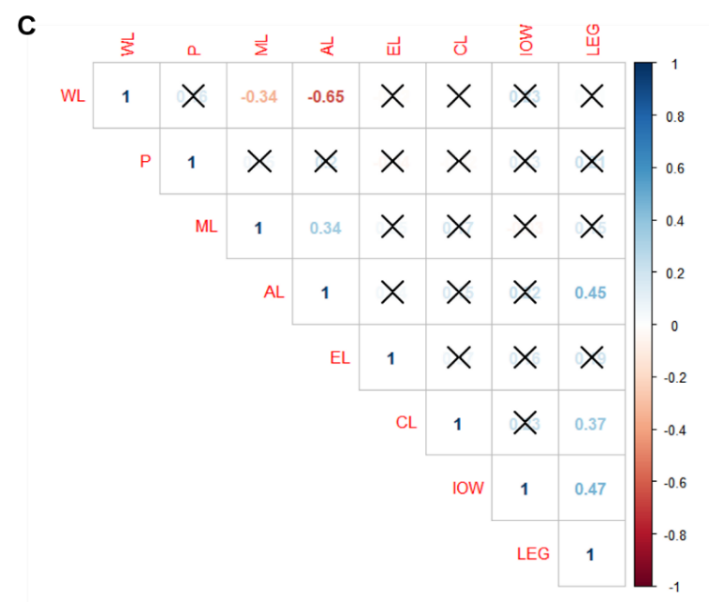 C
WL P ML AL EL CL IOW LEG
WL 1 -0.34 -0.65
P 1
ML 1 0.34
AL 1 0.45
EL 1
CL 1 0.37
IOW 1 0.47
LEG 1
1
0.8
0.6
0.4
0.2
0
-0.2
-0.4
-0.6
-0.8
-1